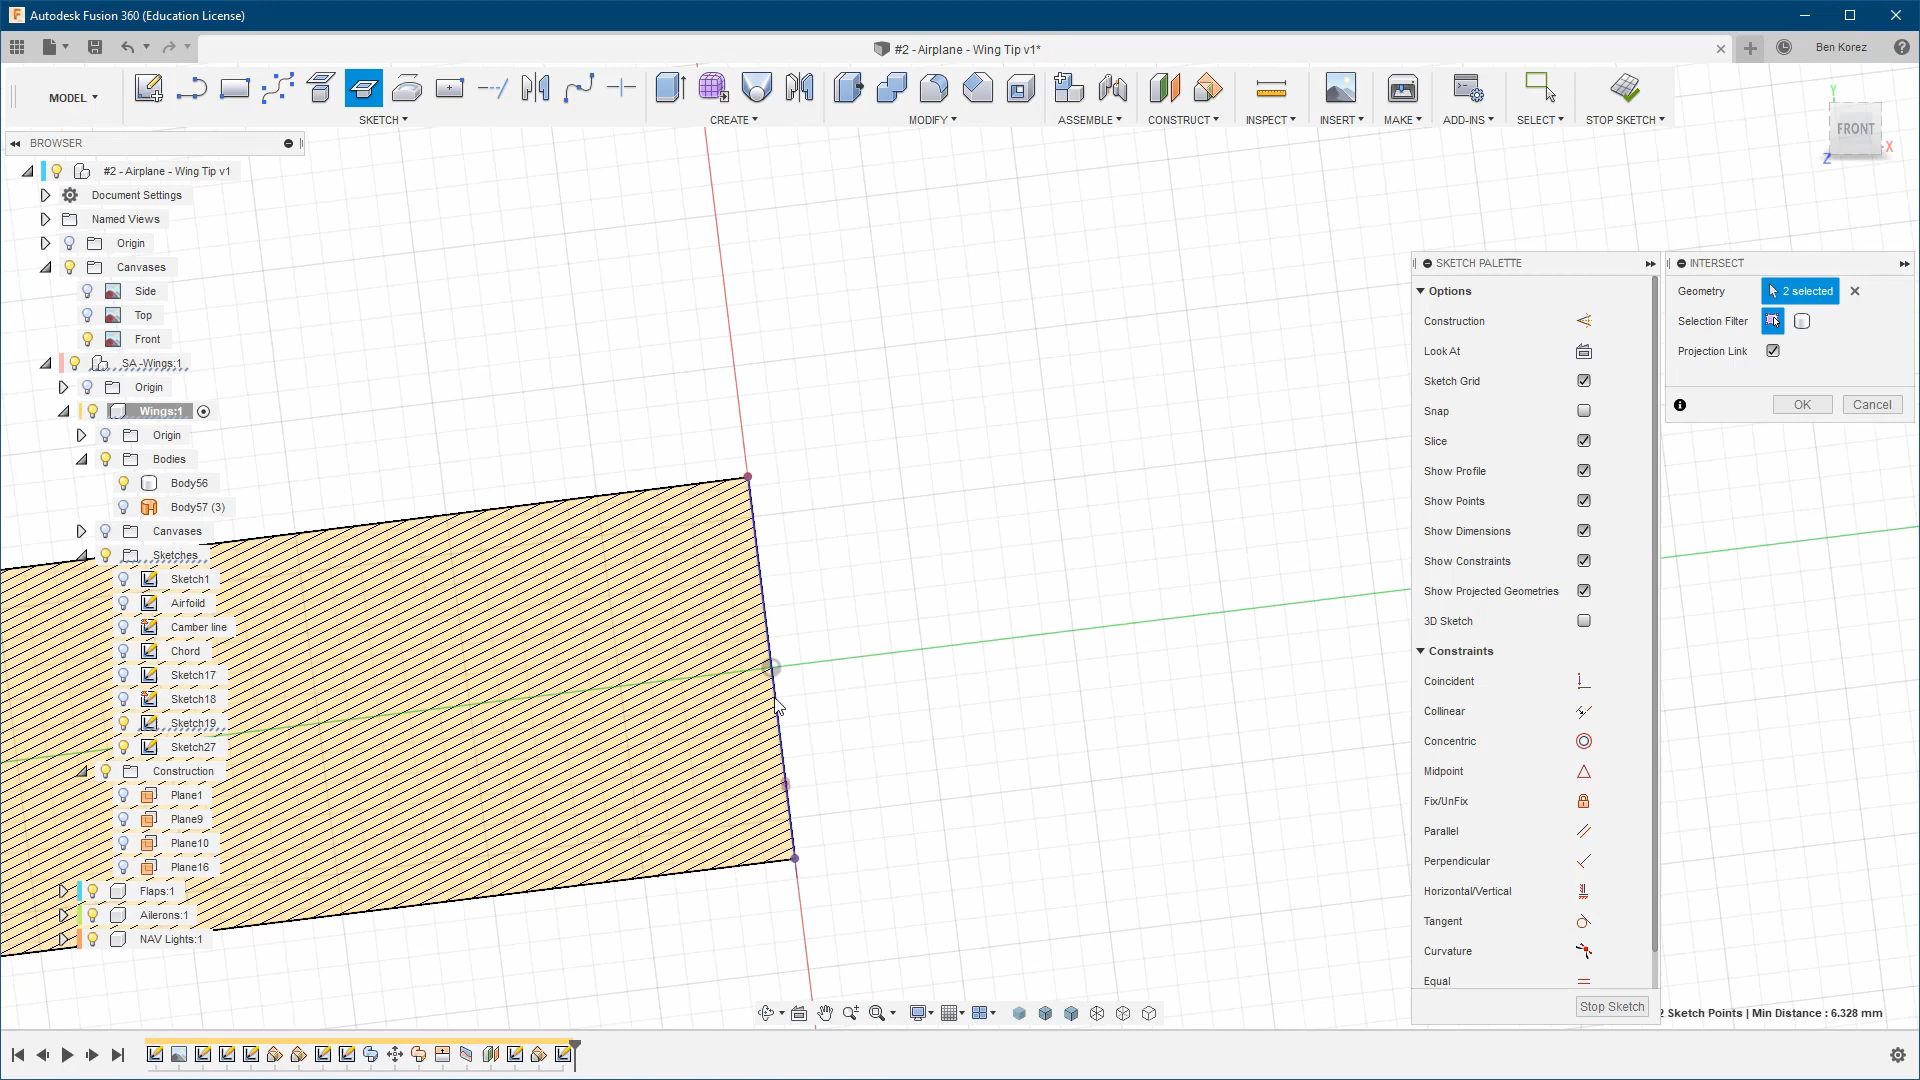 Autodesk Fusion 360 (Education License)
#2 - Airplane - Wing Tip v1*
Ben Korez
MODEL
SKETCH
CREATE
MODIFY
ASSEMBLE
CONSTRUCT
INSPECT
INSERT
MAKE
ADD-INS
SELECT
STOP SKETCH
BROWSER
#2 - Airplane - Wing Tip v1
Document Settings
Named Views
Origin
Canvases
Side
Top
Front
SA -Wings:1
Origin
Wings:1
Origin
Bodies
Body56
Body57 (3)
Canvases
Sketches
Sketch1
Airfoild
Camber line
Chord
Sketch17
Sketch18
Sketch19
Sketch27
Construction
Plane1
Plane9
Plane10
Plane16
Flaps:1
Ailerons:1
NAV Lights:1
Y
FRONT
X
Z
SKETCH PALETTE
Options
Construction
Look At
Sketch Grid
Snap
Slice
Show Profile
Show Points
Show Dimensions
Show Constraints
Show Projected Geometries
3D Sketch
Constraints
Coincident
Collinear
Concentric
Midpoint
Fix/UnFix
Parallel
Perpendicular
Horizontal/Vertical
Tangent
Curvature
Equal
Stop Sketch
INTERSECT
Geometry
2 selected
Selection Filter
Projection Link
OK
Cancel
2 Sketch Points | Min Distance : 6.328 mm